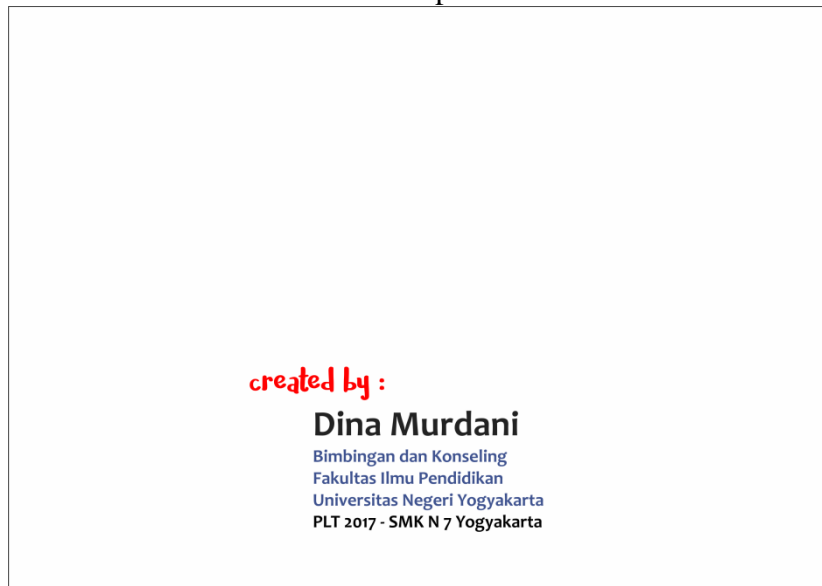 created by :
Dina Murdani
Bimbingan dan Konseling
Fakultas Ilmu Pendidikan
Universitas Negeri Yogyakarta
PLT 2017 - SMK N 7 Yogyakarta